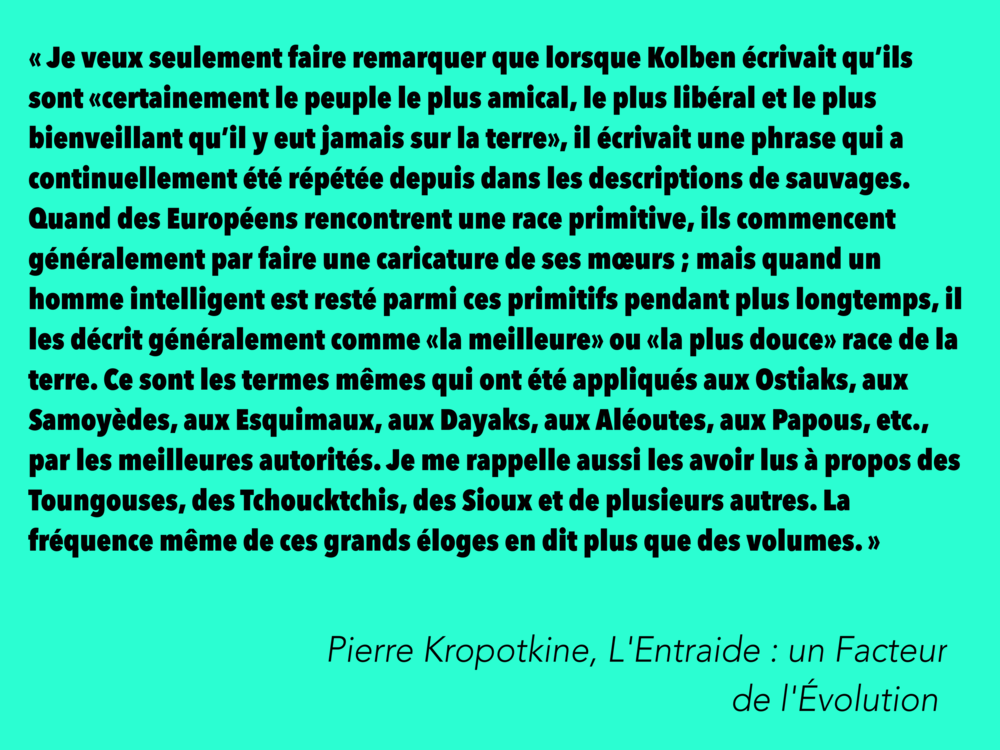 « Je veux seulement faire remarquer que lorsque Kolben écrivait qu’ils
sont «certainement le peuple le plus amical, le plus libéral et le plus
bienveillant qu’il y eut jamais sur la terre», il écrivait une phrase qui a
continuellement été répétée depuis dans les descriptions de sauvages.
Quand des Européens rencontrent une race primitive, ils commencent
généralement par faire une caricature de ses mœurs ; mais quand un
homme intelligent est resté parmi ces primitifs pendant plus longtemps, il
les décrit généralement comme «la meilleure» ou «la plus douce» race de la
terre. Ce sont les termes mêmes qui ont été appliqués aux Ostiaks, aux
Samoyèdes, aux Esquimaux, aux Dayaks, aux Aléoutes, aux Papous, etc.,
par les meilleures autorités. Je me rappelle aussi les avoir lus à propos des
Toungouses, des Tchoucktchis, des Sioux et de plusieurs autres. La
fréquence même de ces grands éloges en dit plus que des volumes. »
Pierre Kropotkine, L'Entraide : un Facteur
de l'Évolution